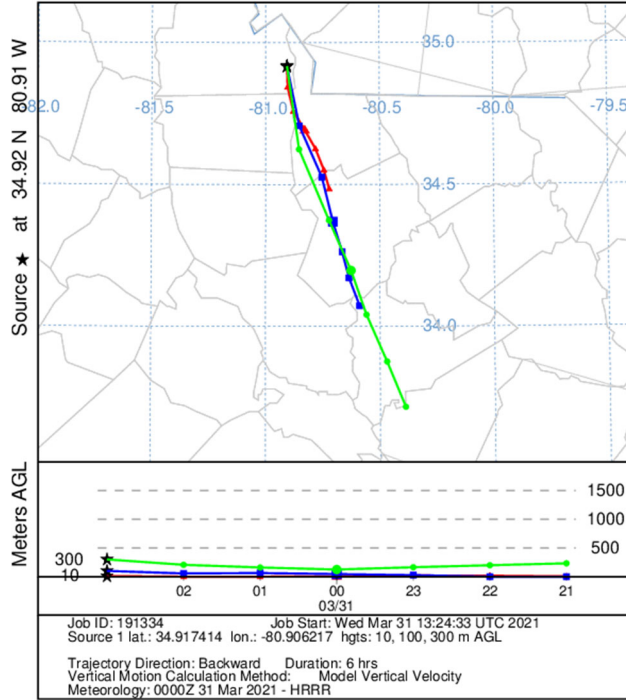 Source ★ at 34.92 N 80.91 W
35.0
82.0 -81.5 -81.0 -80.5 -80.0 -79.5
34.5
34.0
Meters AGL
1500
1000
500
300
10
02 01 00 23 22 21
03/31
Job ID: 191334 Job Start: Wed Mar 31 13:24:33 UTC 2021
Source 1 lat.: 34.917414 lon.: -80.906217 hgts: 10, 100, 300 m AGL
Trajectory Direction: Backward Duration: 6 hrs
Vertical Motion Calculation Method: Model Vertical Velocity
Meteorology: 0000Z 31 Mar 2021 - HRRR